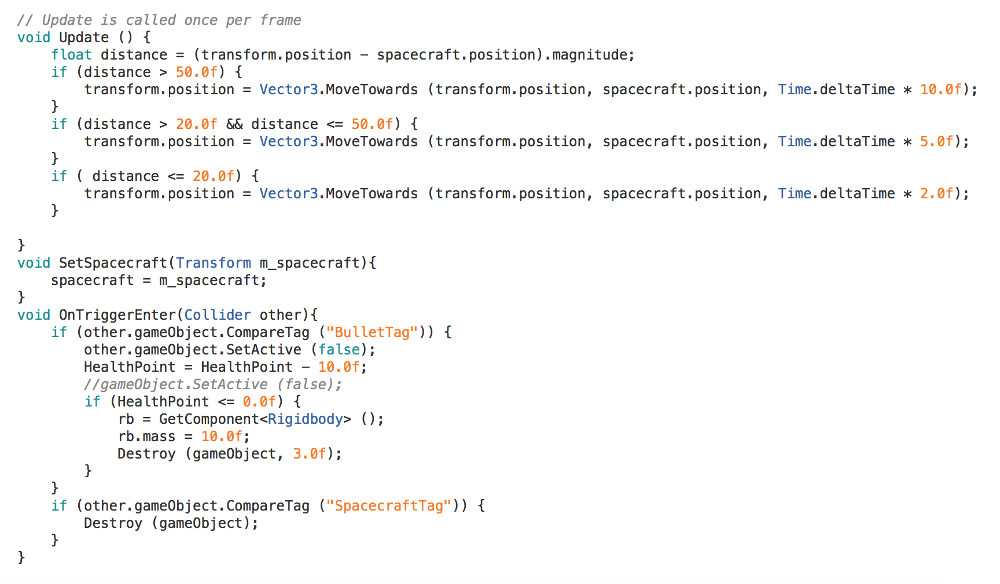 // Update is called once per frame
void Update () {
    float distance = (transform.position - spacecraft.position).magnitude;
    if (distance > 50.0f) {
        transform.position = Vector3.MoveTowards (transform.position, spacecraft.position, Time.deltaTime * 10.0f);
    }
    if (distance > 20.0f && distance <= 50.0f) {
        transform.position = Vector3.MoveTowards (transform.position, spacecraft.position, Time.deltaTime * 5.0f);
    }
    if ( distance <= 20.0f) {
        transform.position = Vector3.MoveTowards (transform.position, spacecraft.position, Time.deltaTime * 2.0f);
    }

}
void SetSpacecraft(Transform m_spacecraft){
    spacecraft = m_spacecraft;
}
void OnTriggerEnter(Collider other){
    if (other.gameObject.CompareTag ("BulletTag")) {
        other.gameObject.SetActive (false);
        HealthPoint = HealthPoint - 10.0f;
        //gameObject.SetActive (false);
        if (HealthPoint <= 0.0f) {
            rb = GetComponent<Rigidbody> ();
            rb.mass = 10.0f;
            Destroy (gameObject, 3.0f);
        }
    }
    if (other.gameObject.CompareTag ("SpacecraftTag")) {
        Destroy (gameObject);
    }
}